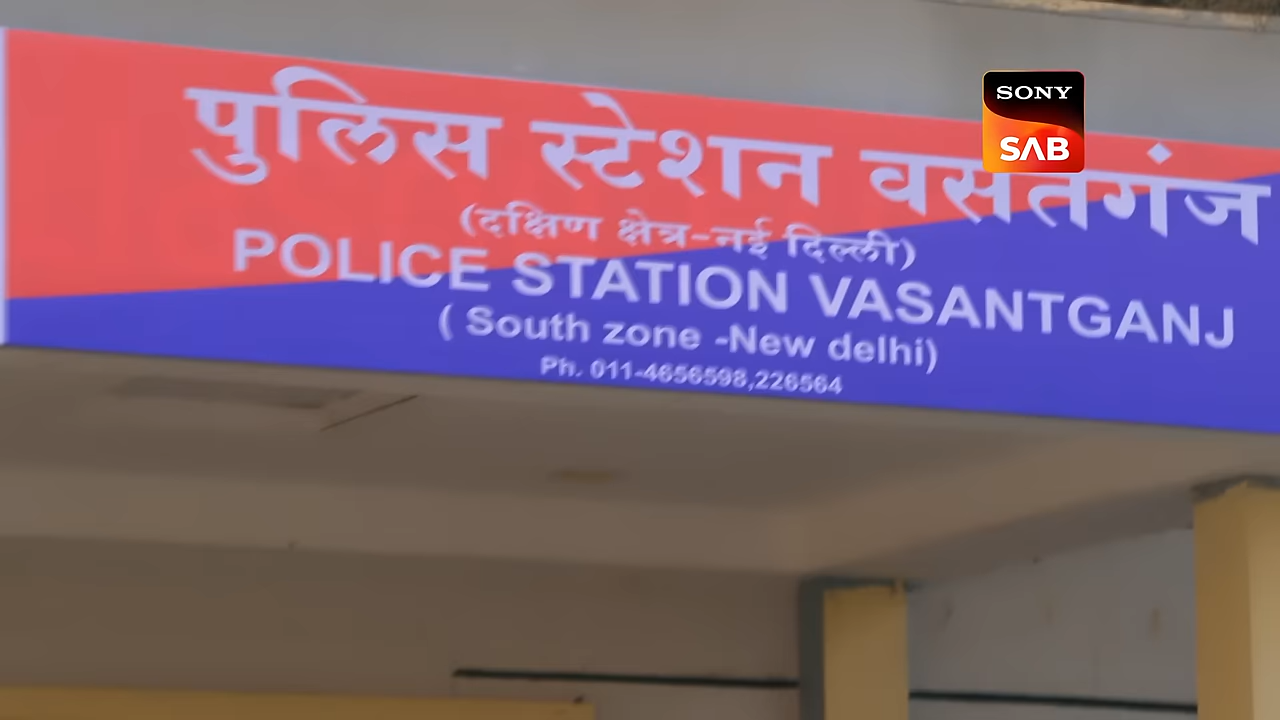 SONY
SAB
पुलिस स्टेशन वसंतगंज
(दक्षिण क्षेत्र-नई दिल्ली)
POLICE STATION VASANTGANJ
( South zone -New delhi)
Ph. 011-4656598,226564